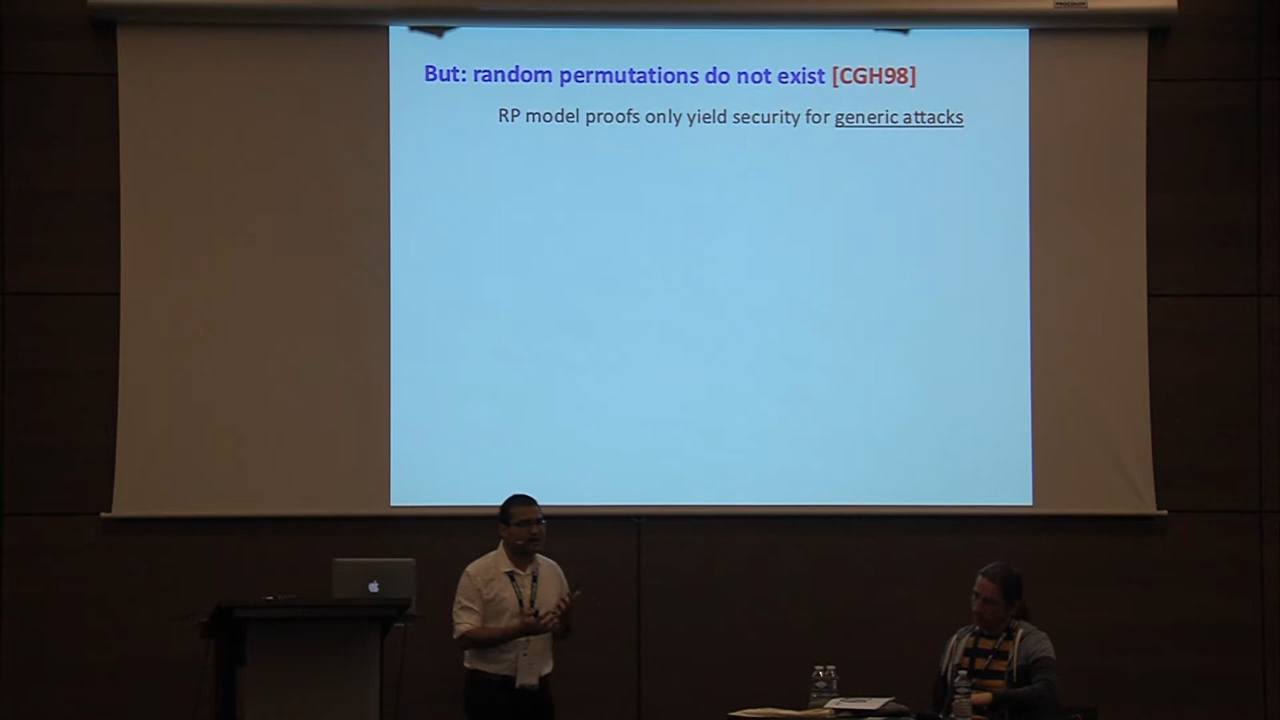 But: random permutations do not exist [CGH98]
RP model proofs only yield security for generic attacks